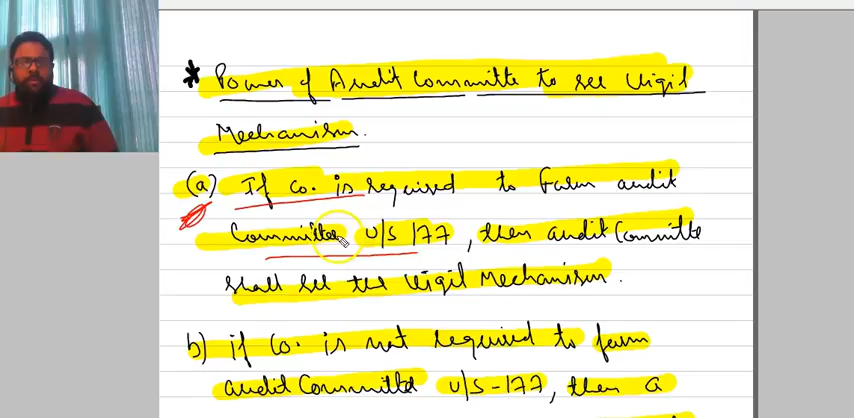 * Power of Audit Committe to see Vigil
Mechanism.
(a) If Co. is required to Form audit
Committee U/S 177, then audit Committe
shall see the Vigil Mechanism.
b) if Co. is not required to form
audit Committed U/S-177, then a